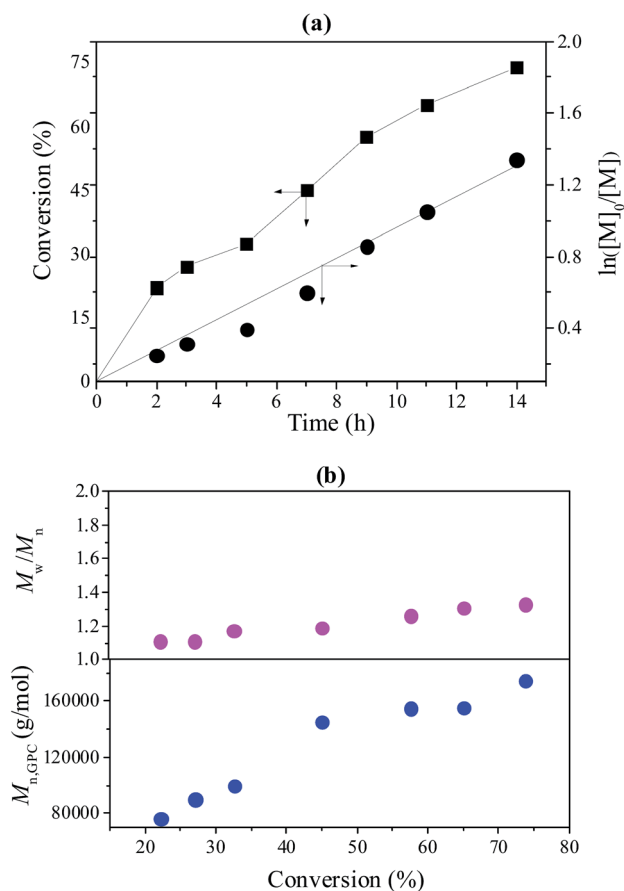 (a)
Conversion (%)
75
60
45
30
15
0
2.0
1.6
1.2
0.8
0.4
ln([M]₀/[M])
0 2 4 6 8 10 12 14
Time (h)
(b)
Mw/Mn
2.0
1.8
1.6
1.4
1.2
1.0
Mn,GPC (g/mol)
160000
120000
80000
20 30 40 50 60 70 80
Conversion (%)